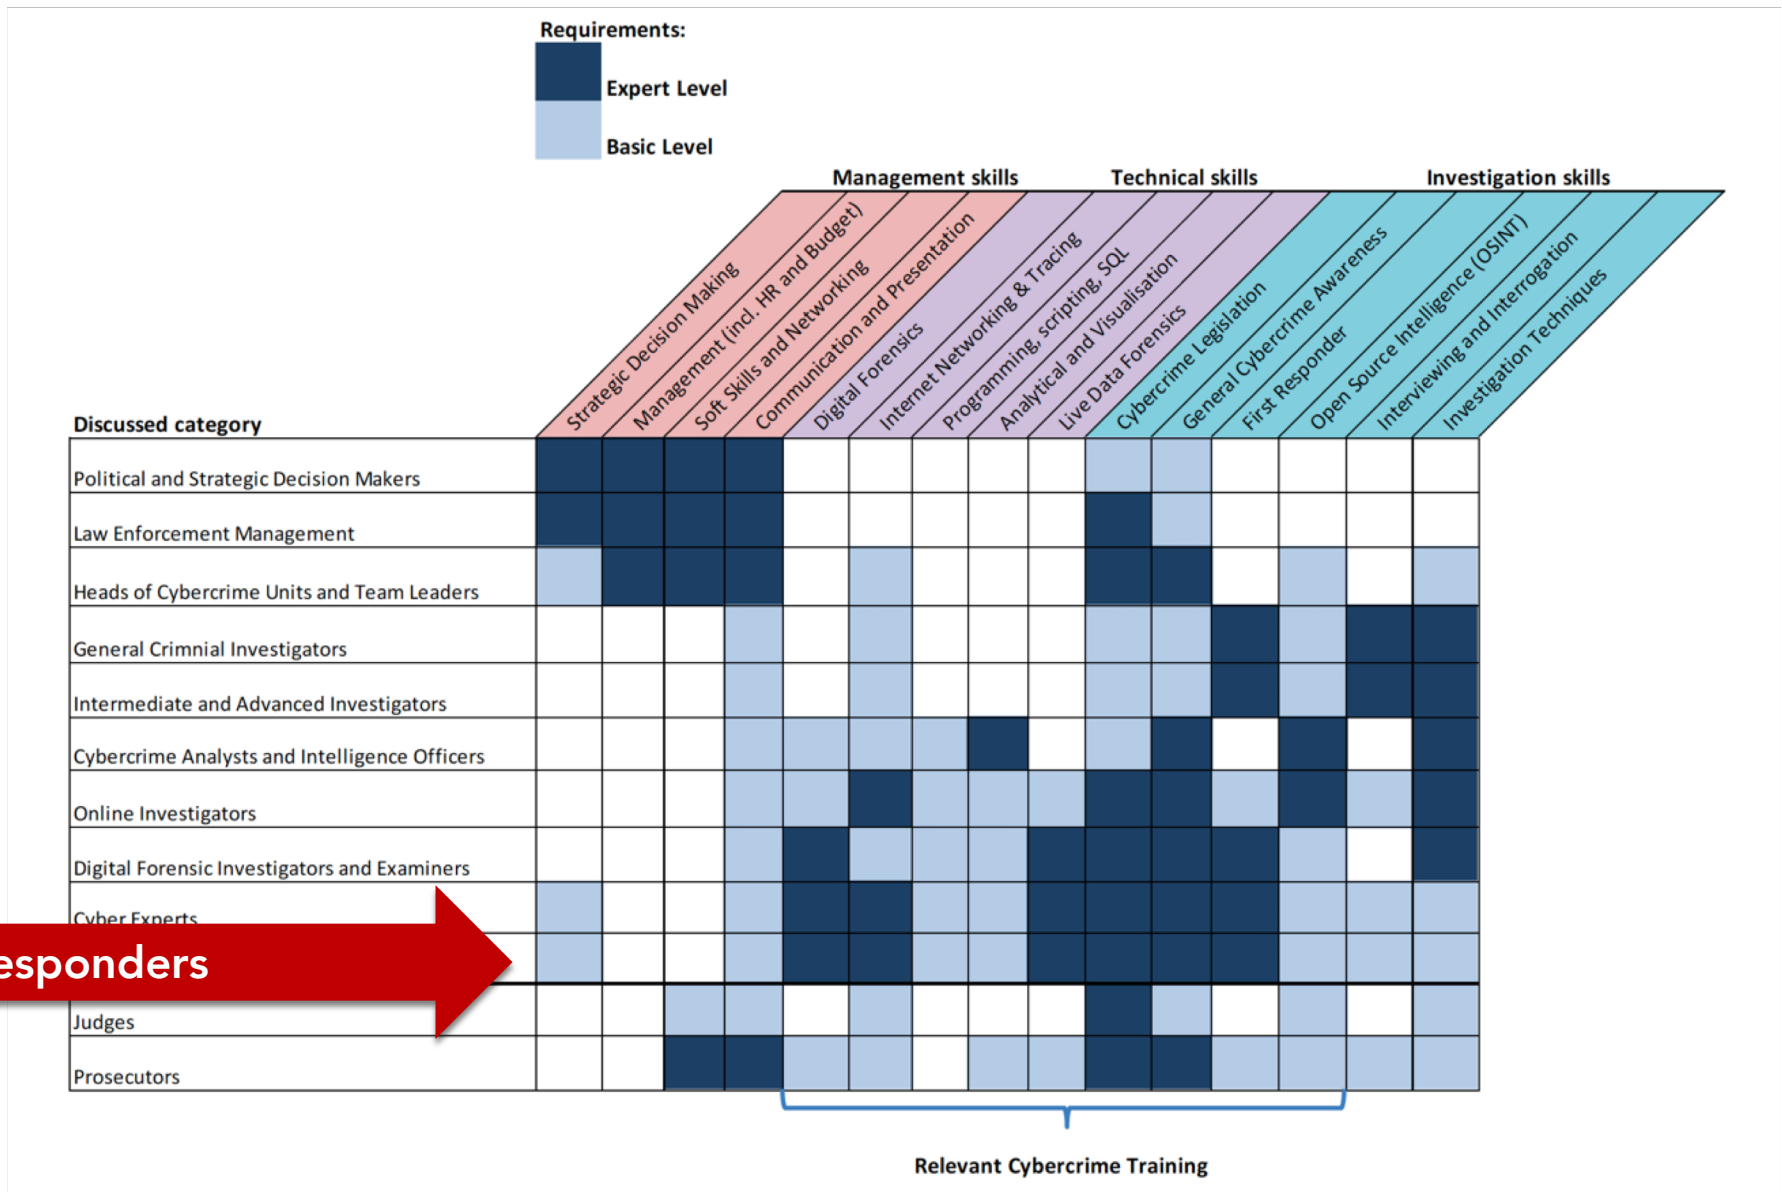 Requirements:
Expert Level
Basic Level
Management skills
Technical skills
Investigation skills
Strategic Decision Making
Management (incl. HR and Budget)
Soft Skills and Networking
Communication and Presentation
Digital Forensics
Internet Networking & Tracing
Programming, scripting, SQL
Analytical and Visualisation
Live Data Forensics
Cybercrime Legislation
General Cybercrime Awareness
First Responder
Open Source Intelligence (OSINT)
Interviewing and Interrogation
Investigation Techniques
Discussed category
Political and Strategic Decision Makers
Law Enforcement Management
Heads of Cybercrime Units and Team Leaders
General Crimnial Investigators
Intermediate and Advanced Investigators
Cybercrime Analysts and Intelligence Officers
Online Investigators
Digital Forensic Investigators and Examiners
Cyber Experts
esponders
Judges
Prosecutors
Relevant Cybercrime Training